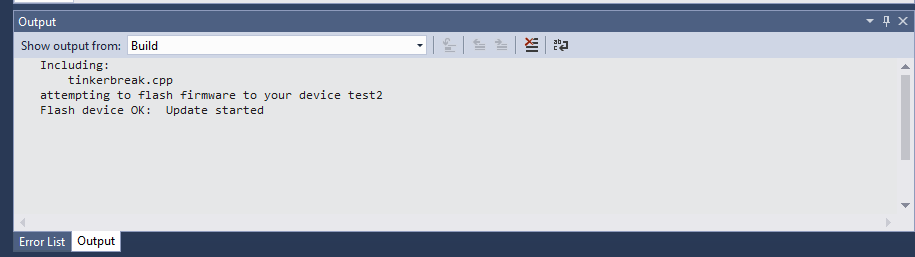 Output
Show output from: Build
Including:
tinkerbreak.cpp
attempting to flash firmware to your device test2
Flash device OK:  Update started
Error List Output